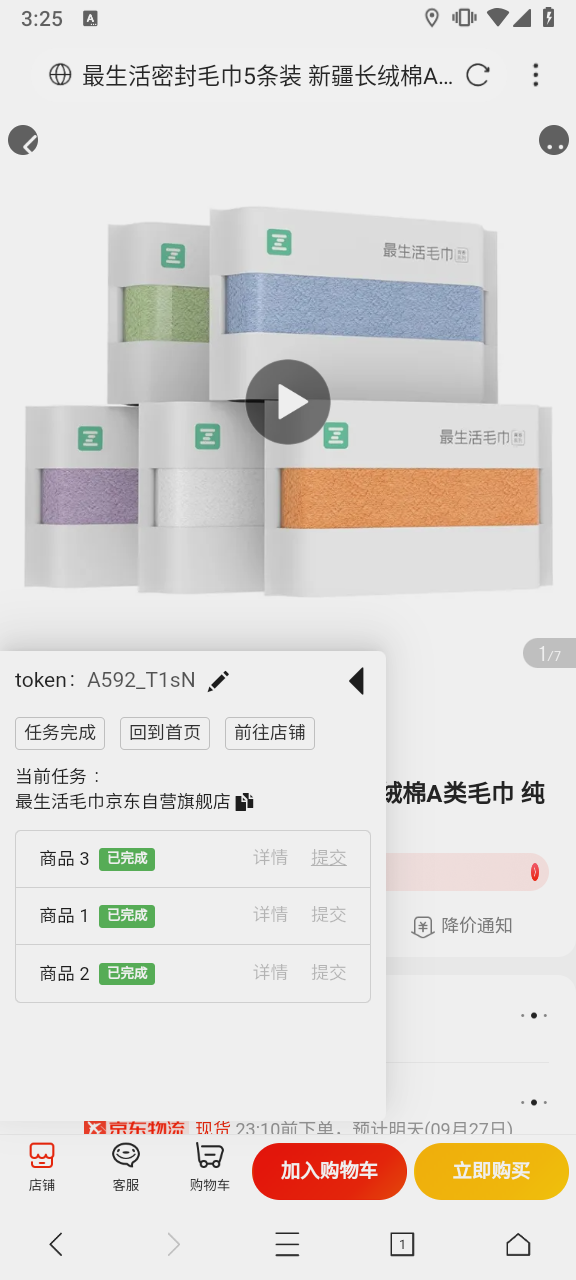 3:25
最生活密封毛巾5条装 新疆长绒棉A...
最生活毛巾
最生活毛巾
1/7
token: A592_T1sN
任务完成 回到首页 前往店铺
当前任务：
最生活毛巾京东自营旗舰店
绒棉A类毛巾 纯
商品 3 已完成 详情 提交
商品 1 已完成 详情 提交
降价通知
商品 2 已完成 详情 提交
京东物流 现货 23:10前下单，预计明天(09月27日)
店铺 客服 购物车 加入购物车 立即购买
1